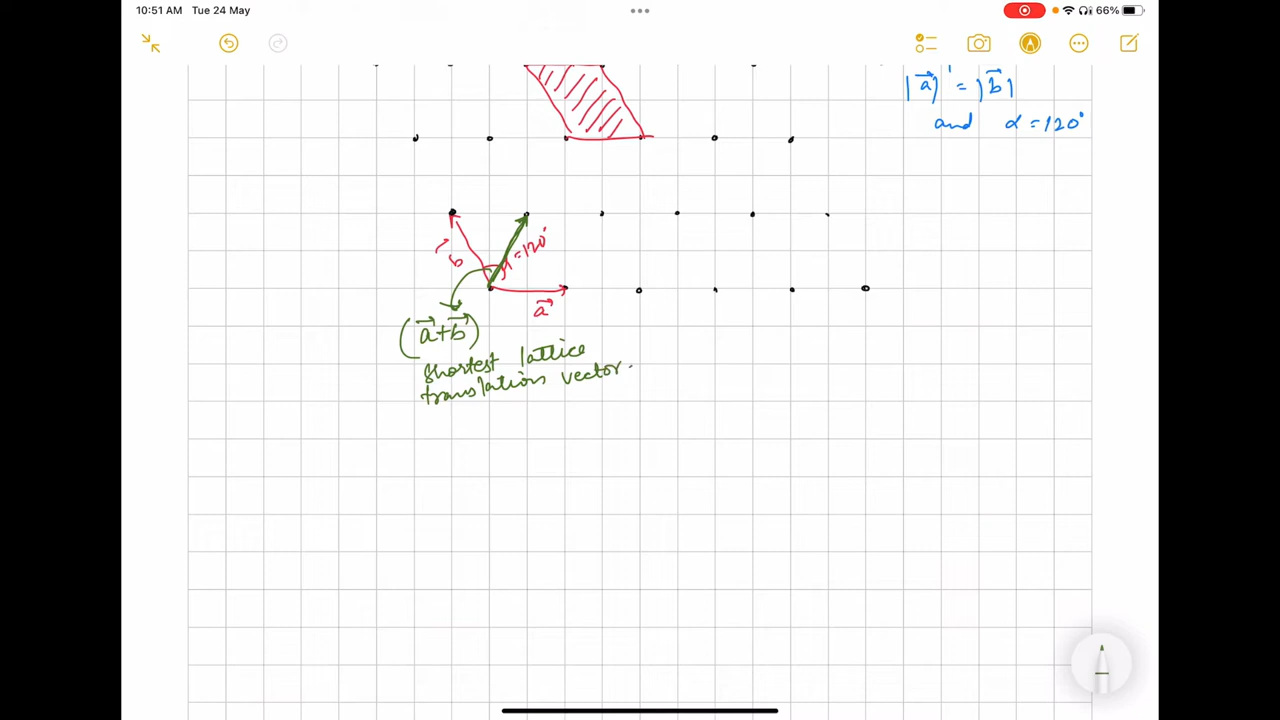 10:51 AM Tue 24 May
66%
|a⃗| = |b⃗|
and α = 120°
b⃗
α = 120°
a⃗
(a⃗+b⃗)
shortest lattice
translation vector.